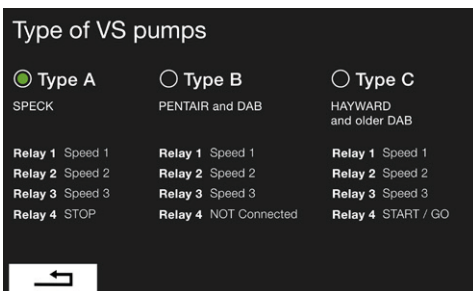 Type of VS pumps
Type A
SPECK
Relay 1 Speed 1
Relay 2 Speed 2
Relay 3 Speed 3
Relay 4 STOP
Type B
PENTAIR and DAB
Relay 1 Speed 1
Relay 2 Speed 2
Relay 3 Speed 3
Relay 4 NOT Connected
Type C
HAYWARD
and older DAB
Relay 1 Speed 1
Relay 2 Speed 2
Relay 3 Speed 3
Relay 4 START / GO